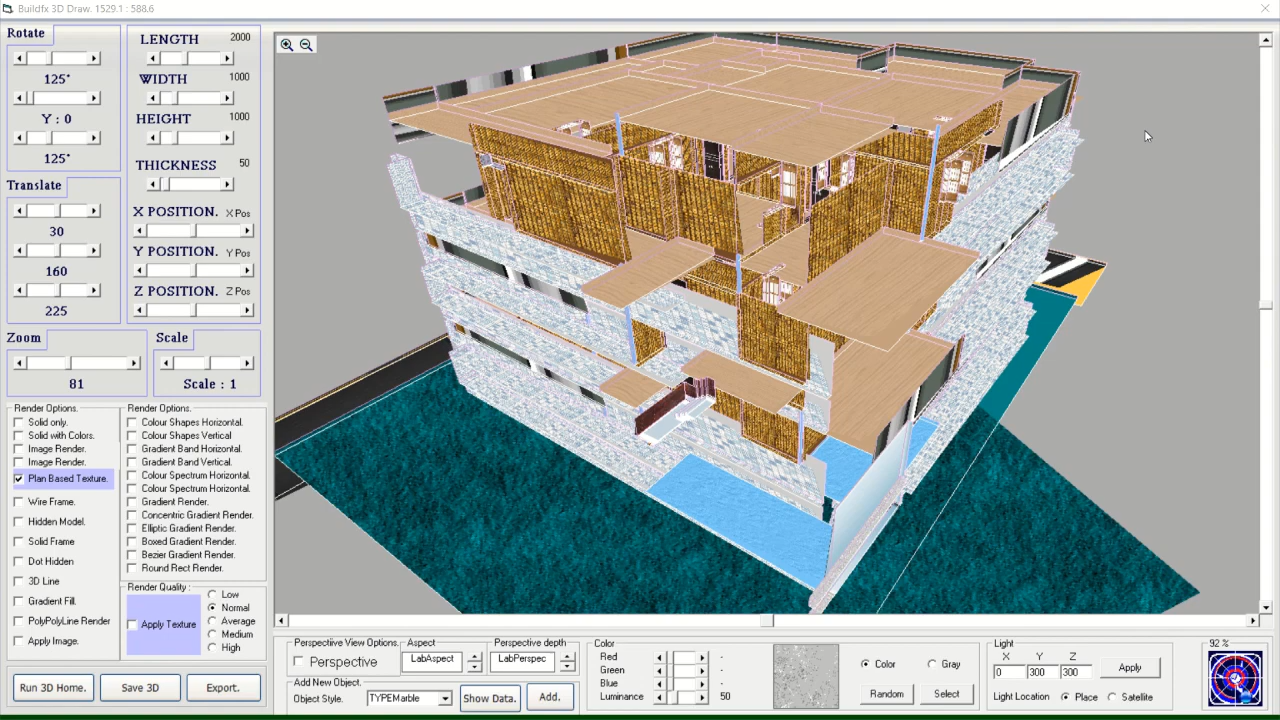 Buildfx 3D Draw. 1529.1 : 588.6
Rotate
125°
Y : 0
125°
LENGTH 2000
WIDTH 1000
HEIGHT 1000
THICKNESS 50
X POSITION. X Pos
Y POSITION. Y Pos
Z POSITION. Z Pos
Translate
30
160
225
Zoom
81
Scale
Scale : 1
Render Options.
Solid only.
Solid with Colors.
Image Render.
Image Render.
Plan Based Texture.
Wire Frame.
Hidden Model.
Solid Frame
Dot Hidden
3D Line
Gradient Fill.
PolyPolyLine Render
Apply Image.
Render Options.
Colour Shapes Horizontal.
Colour Shapes Vertical
Gradient Band Horizontal.
Gradient Band Vertical.
Colour Spectrum Horizontal.
Colour Spectrum Horizontal.
Gradient Render.
Concentric Gradient Render.
Elliptic Gradient Render.
Boxed Gradient Render.
Bezier Gradient Render.
Round Rect Render.
Render Quality :
Apply Texture
Low
Normal
Average
Medium
High
Run 3D Home.
Save 3D
Export.
Perspective View Options.
Perspective
Aspect
LabAspect
Perspective depth
LabPerspec
Add New Object.
Object Style:
TYPEMarble
Show Data.
Add.
Color
Red -
Green -
Blue -
Luminance 50
Color
Gray
Random
Select
Light
X Y Z
0 300 300
Apply
Light Location
Place
Satellite
92 %